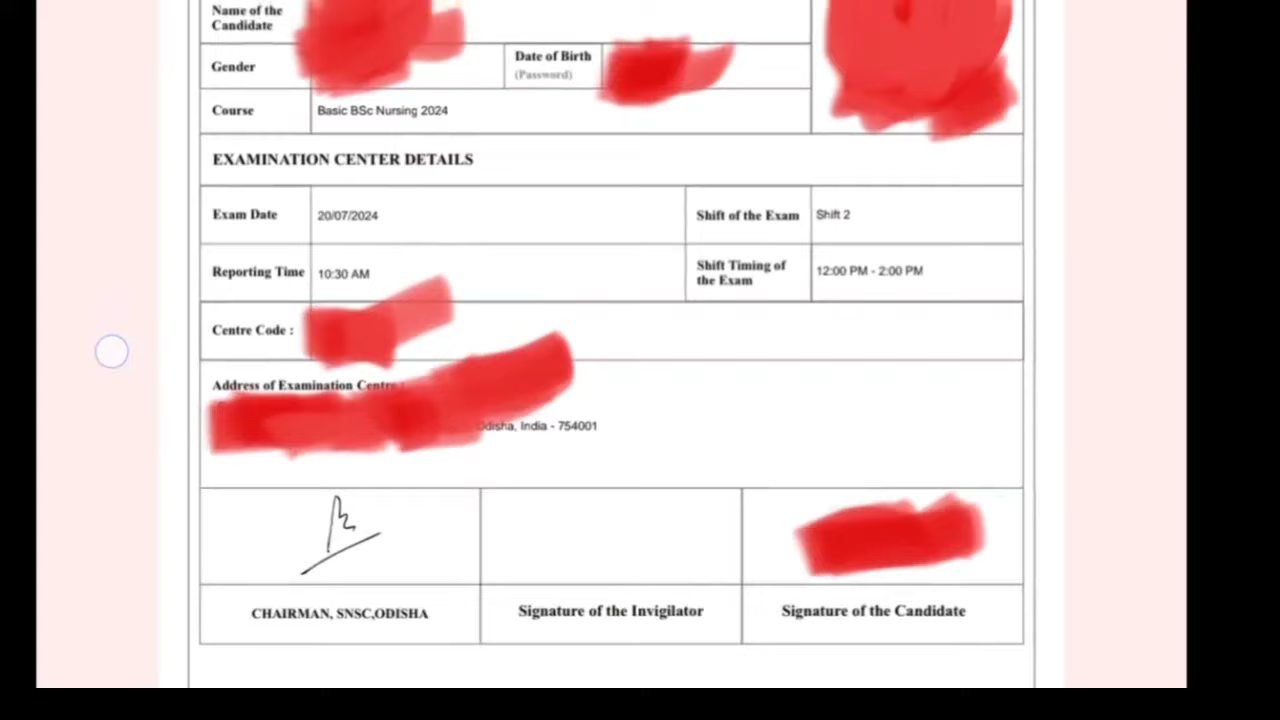 Name of the
Candidate
Gender
Date of Birth
(Password)
Course
Basic BSc Nursing 2024
EXAMINATION CENTER DETAILS
Exam Date
20/07/2024
Shift of the Exam
Shift 2
Reporting Time
10:30 AM
Shift Timing of
the Exam
12:00 PM - 2:00 PM
Centre Code :
Address of Examination Centre :
Odisha, India - 754001
CHAIRMAN, SNSC,ODISHA
Signature of the Invigilator
Signature of the Candidate